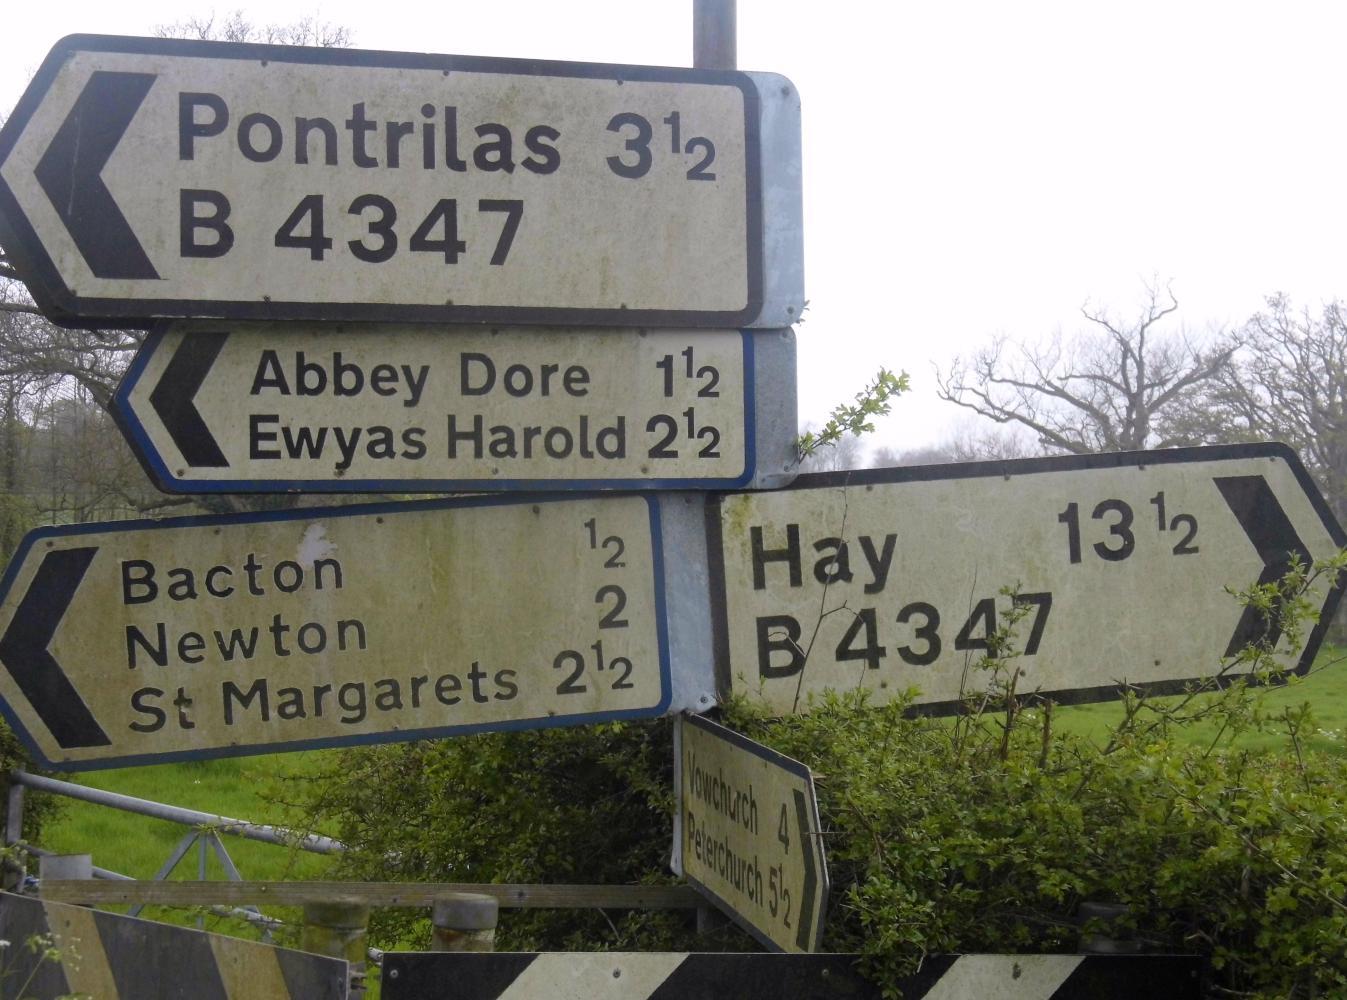 Pontrilas 3½
B 4347
Abbey Dore 1½
Ewyas Harold 2½
Bacton ½
Newton 2
St Margarets 2½
Hay 13½
B 4347
Vowchurch 4
Peterchurch 5½